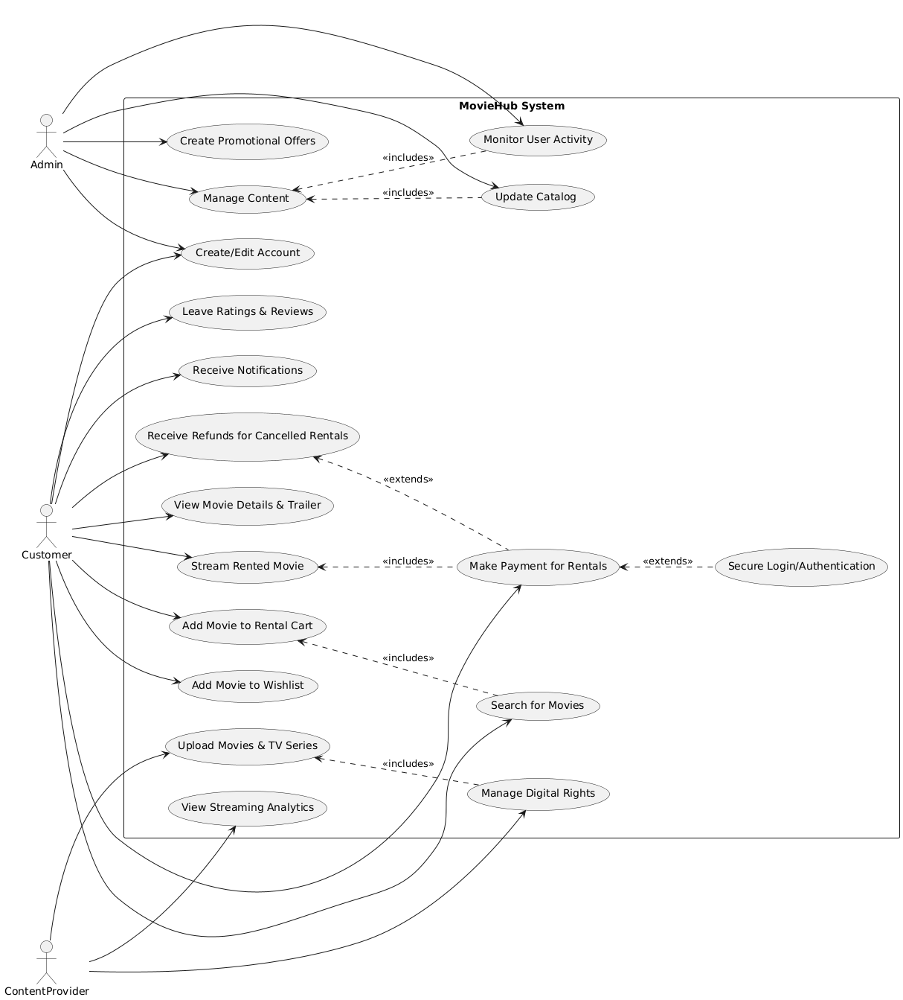 MovieHub System
Monitor User Activity
Create Promotional Offers
«includes»
Admin
«includes»
Update Catalog
Manage Content
Create/Edit Account
Leave Ratings & Reviews
Receive Notifications
Receive Refunds for Cancelled Rentals
«extends»
View Movie Details & Trailer
Customer
«includes»
«extends»
Stream Rented Movie
Make Payment for Rentals
Secure Login/Authentication
Add Movie to Rental Cart
«includes»
Add Movie to Wishlist
Search for Movies
Upload Movies & TV Series
«includes»
Manage Digital Rights
View Streaming Analytics
ContentProvider